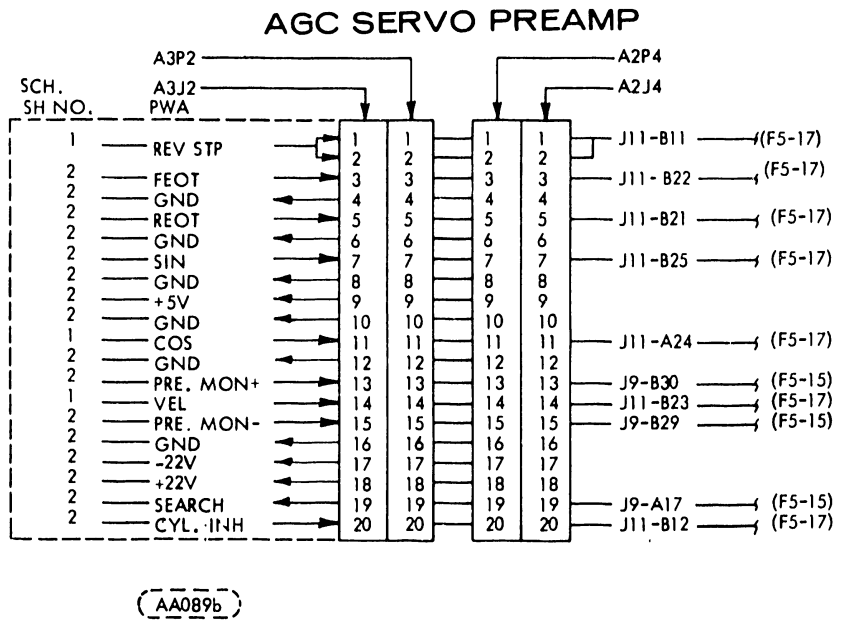 AGC SERVO PREAMP
A3P2 A2P4
SCH. A3J2 A2J4
SH NO. PWA
1 REV STP 1 1 1 1 J11-B11 (F5-17)
2 2 2 2
2 FEOT 3 3 3 3 J11-B22 (F5-17)
2 GND 4 4 4 4
2 REOT 5 5 5 5 J11-B21 (F5-17)
2 GND 6 6 6 6
2 SIN 7 7 7 7 J11-B25 (F5-17)
2 GND 8 8 8 8
2 +5V 9 9 9 9
2 GND 10 10 10 10
1 COS 11 11 11 11 J11-A24 (F5-17)
2 GND 12 12 12 12
2 PRE. MON+ 13 13 13 13 J9-B30 (F5-15)
1 VEL 14 14 14 14 J11-B23 (F5-17)
2 PRE. MON- 15 15 15 15 J9-B29 (F5-15)
2 GND 16 16 16 16
2 -22V 17 17 17 17
2 +22V 18 18 18 18
2 SEARCH 19 19 19 19 J9-A17 (F5-15)
2 CYL. INH 20 20 20 20 J11-B12 (F5-17)
AA089b